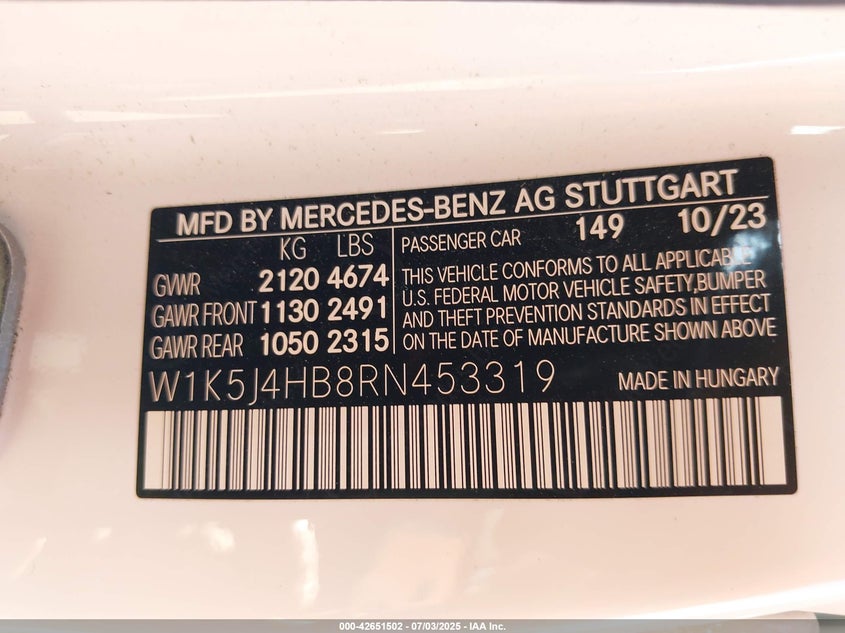 MFD BY MERCEDES-BENZ AG STUTTGART
KG LBS
GVWR 2120 4674
GAWR FRONT 1130 2491
GAWR REAR 1050 2315
PASSENGER CAR 149 10/23
THIS VEHICLE CONFORMS TO ALL APPLICABLE
U.S. FEDERAL MOTOR VEHICLE SAFETY,BUMPER
AND THEFT PREVENTION STANDARDS IN EFFECT
ON THE DATE OF MANUFACTURE SHOWN ABOVE
W1K5J4HB8RN453319 MADE IN HUNGARY
000-42651502 - 07/03/2025 - IAA Inc.